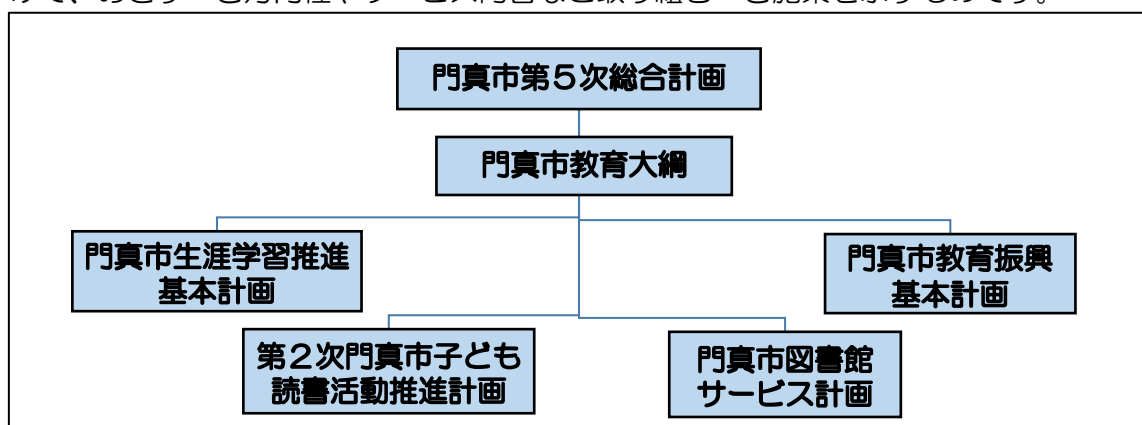 門真市第５次総合計画
門真市教育大綱
門真市生涯学習推進
基本計画
門真市教育振興
基本計画
第２次門真市子ども
読書活動推進計画
門真市図書館
サービス計画